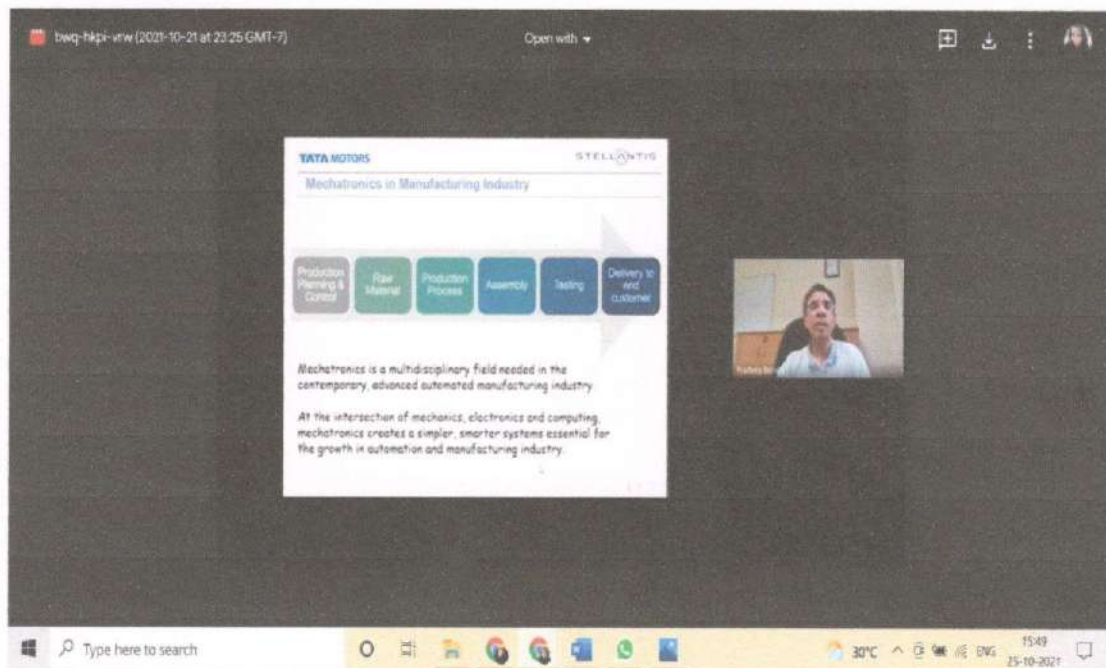 bwq-hkpi-vrw (2021-10-21 at 23:25 GMT-7)
Open with
TATA MOTORS
STELLANTIS
Mechatronics in Manufacturing Industry
Production Planning & Control
Raw Material
Production Process
Assembly
Testing
Delivery to end customer
Mechatronics is a multidisciplinary field needed in the
contemporary, advanced automated manufacturing industry
At the intersection of mechanics, electronics and computing,
mechatronics creates a simpler, smarter systems essential for
the growth in automation and manufacturing industry.
Type here to search
30°C
ENG
15:49
25-10-2021